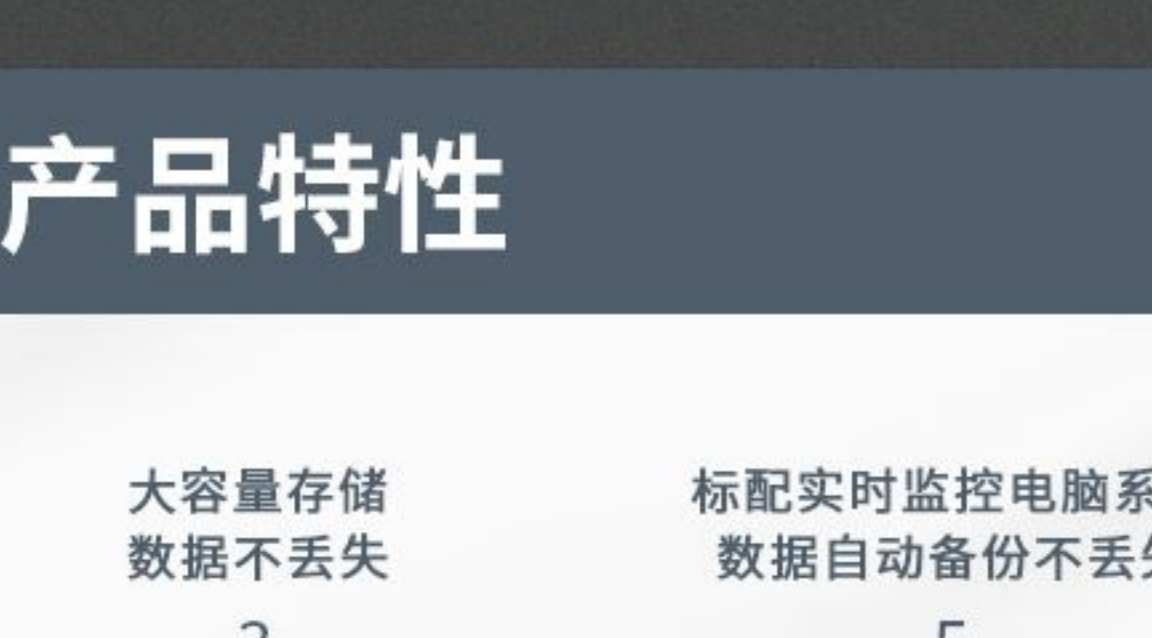 产品特性
大容量存储
数据不丢失
标配实时监控电脑系
数据自动备份不丢